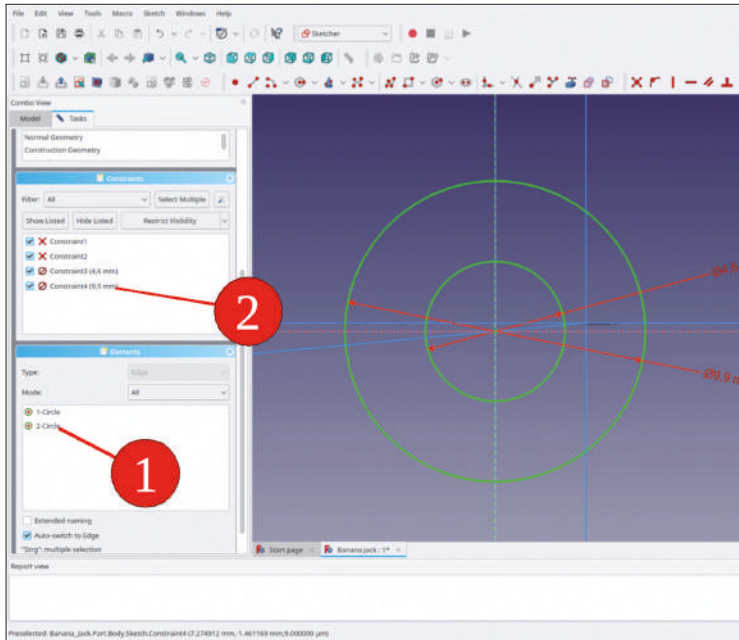 File Edit View Tools Macro Sketch Windows Help
Sketcher
Combo View
Model Tasks
Normal Geometry
Construction Geometry
Constraints
Filter: All Select Multiple
Show Listed Hide Listed Restrict Visibility
Constraint1
Constraint2
Constraint3 (4,6 mm)
Constraint4 (9,9 mm)
2
Elements
Type: Edge
Mode: All
1-Circle
2-Circle
1
Extended naming
Auto-switch to Edge
"Strg": multiple selection
Ø9,9
Start page Banana jack : 1*
Report view
Preselected: Banana_Jack.Part.Body.Sketch.Constraint4 (7.274912 mm,-1.461169 mm,9.000000 µm)